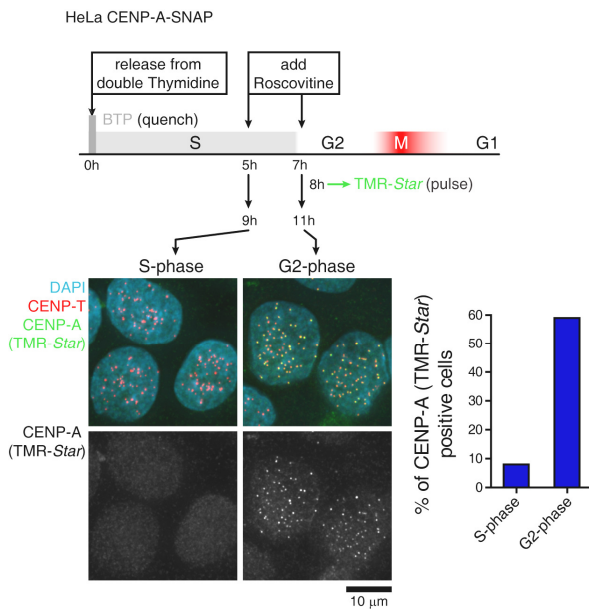 HeLa CENP-A-SNAP
release from
double Thymidine
add
Roscovitine
BTP (quench)
S
G2
M
G1
0h
5h
7h
8h
TMR-Star (pulse)
9h
11h
S-phase
G2-phase
DAPI
CENP-T
CENP-A
(TMR-Star)
CENP-A
(TMR-Star)
10 µm
% of CENP-A (TMR-Star)
positive cells
60
50
40
30
20
10
0
S-phase
G2-phase